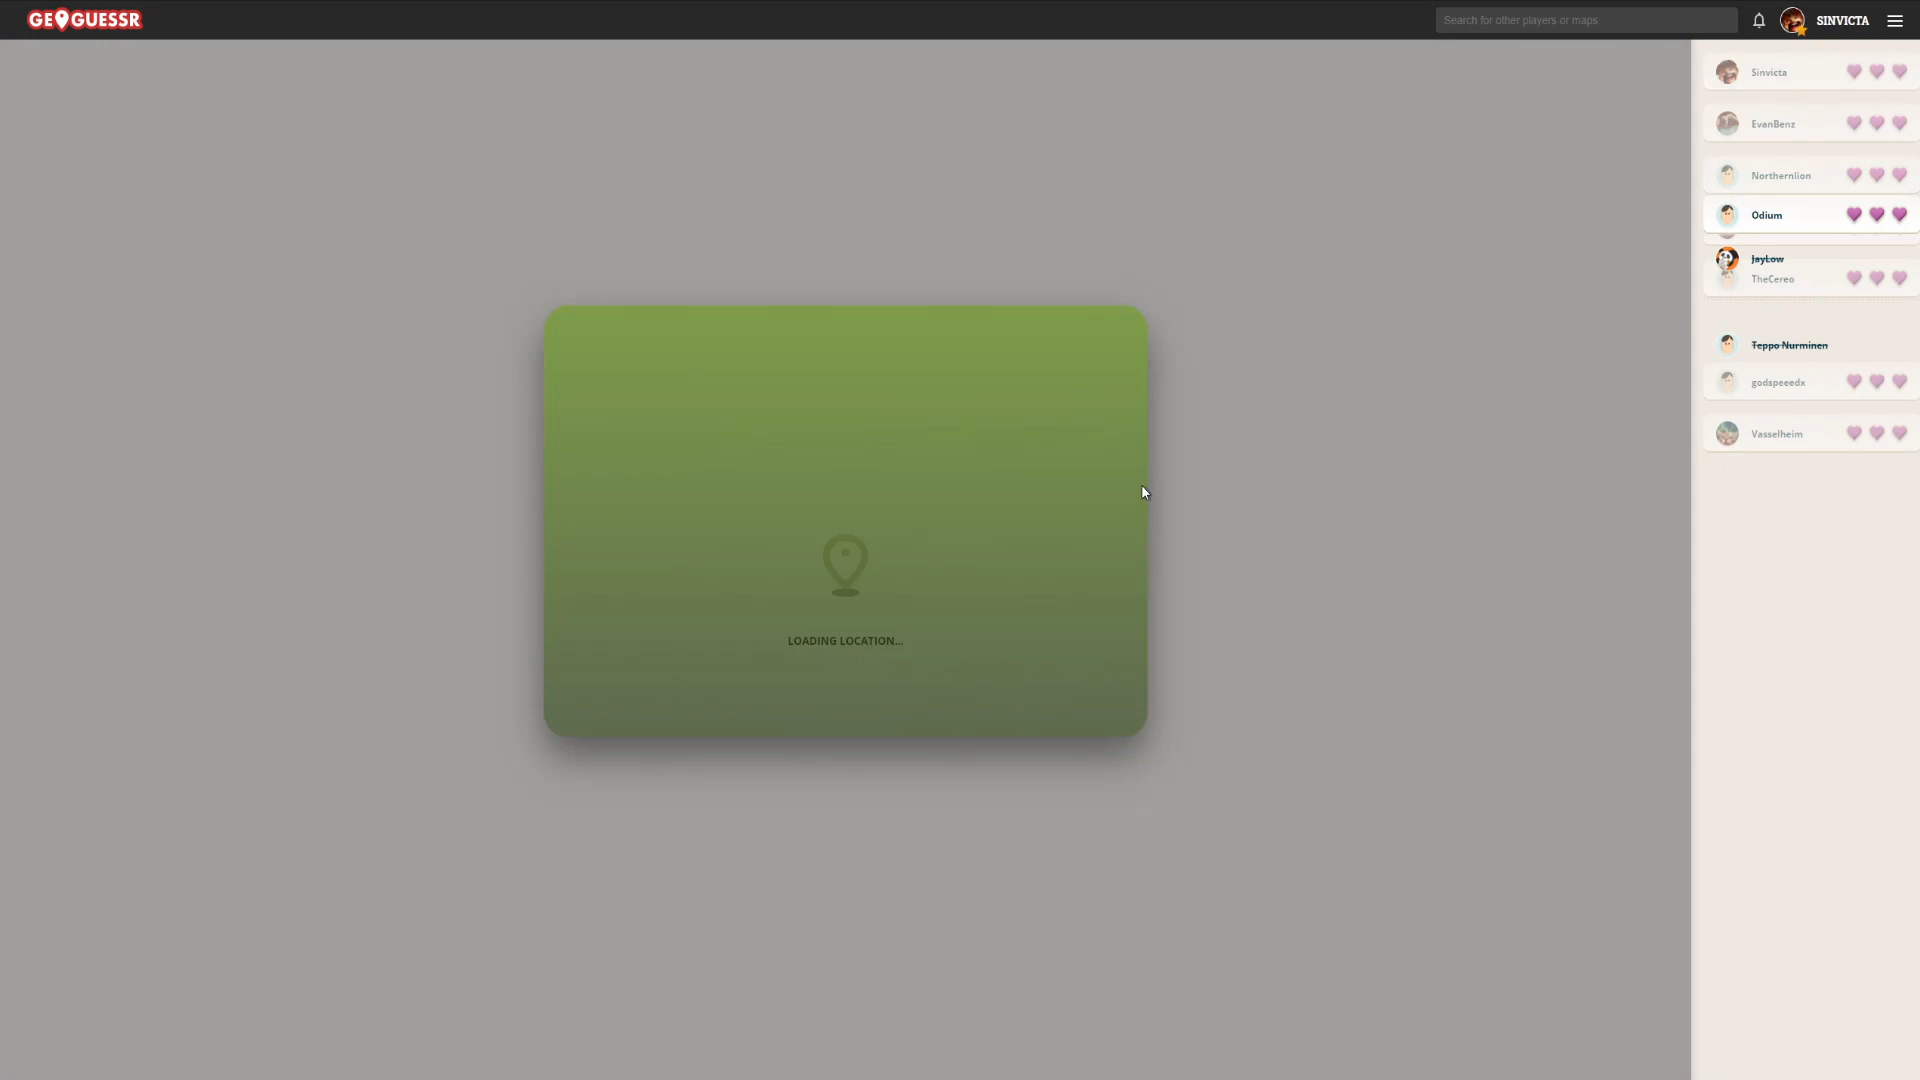 GEOGUESSR
Search for other players or maps
SINVICTA
Sinvicta
EvanBenz
Northernlion
Odium
JayLow
TheCereo
Teppo Nurminen
godspeeedx
Vasselheim
LOADING LOCATION...